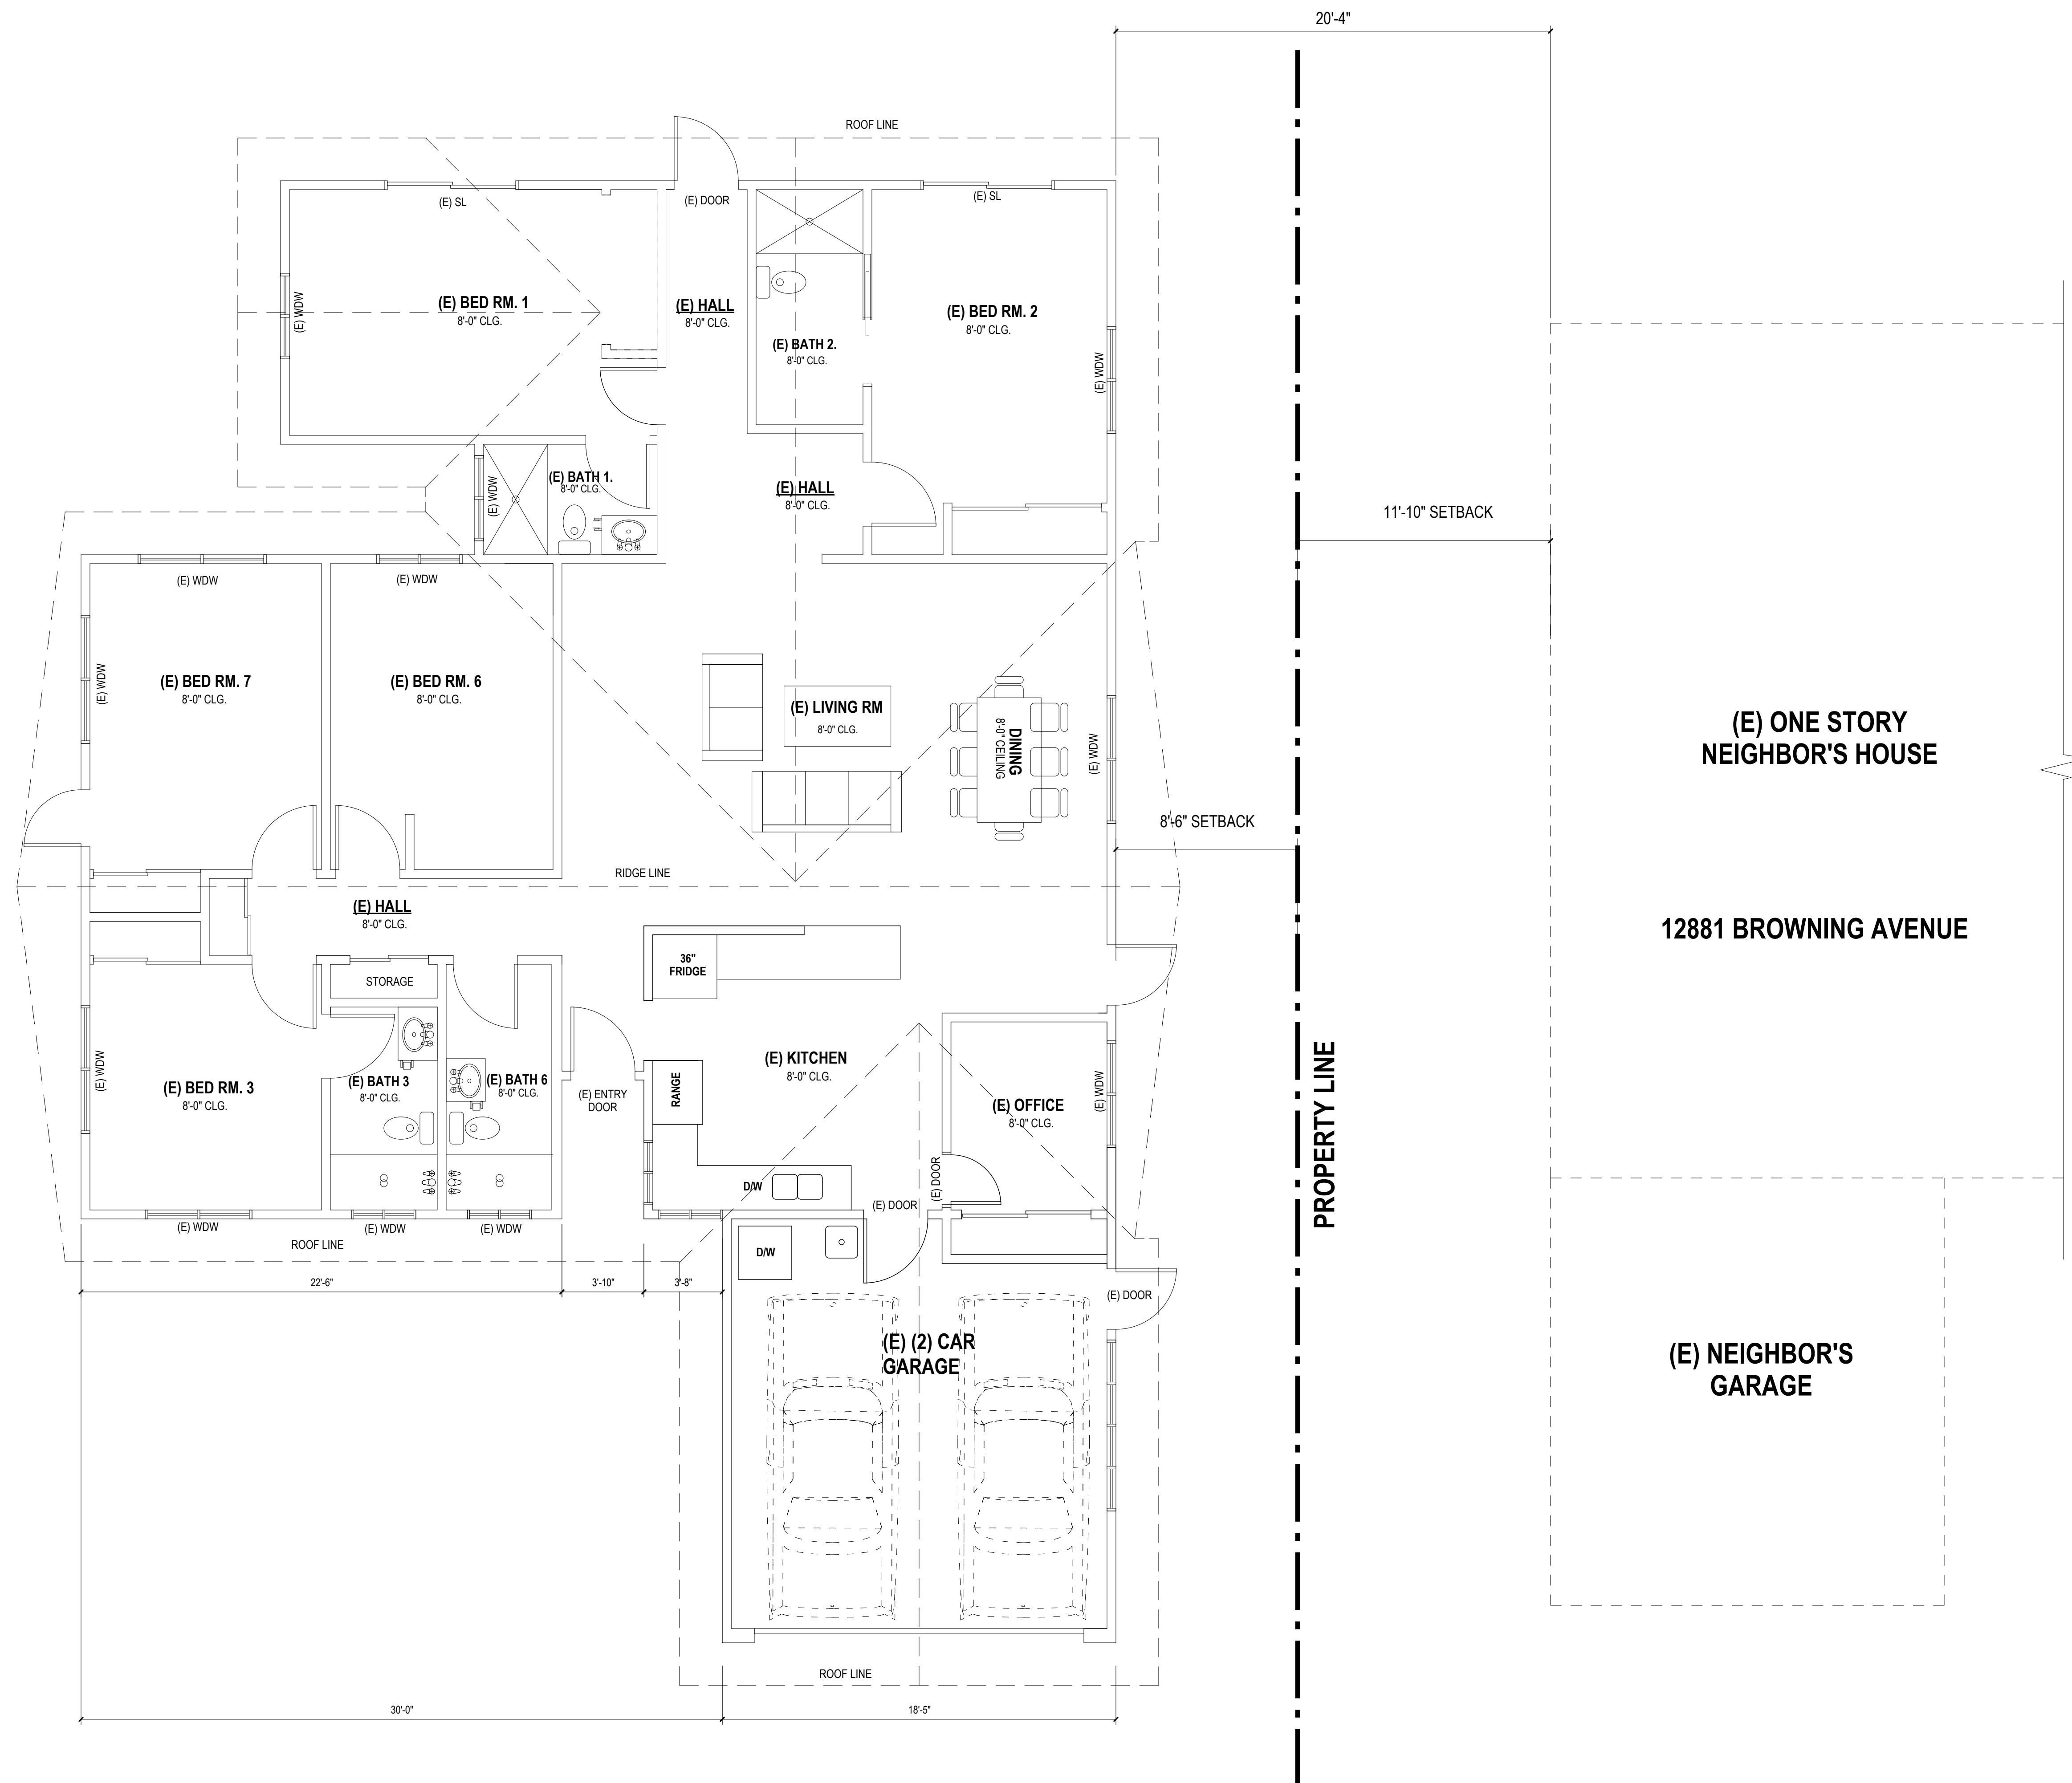 20'-4"
ROOF LINE
(E) SL
(E) DOOR
(E) SL
(E) WDW
(E) BED RM. 1
8'-0" CLG.
(E) HALL
8'-0" CLG.
(E) BED RM. 2
8'-0" CLG.
(E) BATH 2.
8'-0" CLG.
(E) WDW
(E) WDW
(E) BATH 1.
8'-0" CLG.
(E) HALL
8'-0" CLG.
11'-10" SETBACK
(E) WDW
(E) WDW
(E) WDW
(E) BED RM. 7
8'-0" CLG.
(E) BED RM. 6
8'-0" CLG.
(E) LIVING RM
8'-0" CLG.
DINING
8'-0" CEILING
(E) WDW
(E) ONE STORY
NEIGHBOR'S HOUSE
8'-6" SETBACK
RIDGE LINE
(E) HALL
8'-0" CLG.
12881 BROWNING AVENUE
36"
FRIDGE
STORAGE
(E) WDW
(E) BED RM. 3
8'-0" CLG.
(E) BATH 3
8'-0" CLG.
(E) BATH 6
8'-0" CLG.
(E) ENTRY
DOOR
RANGE
(E) KITCHEN
8'-0" CLG.
(E) OFFICE
8'-0" CLG.
(E) WDW
PROPERTY LINE
D/W
(E) DOOR
(E) DOOR
(E) WDW
(E) WDW
(E) WDW
ROOF LINE
D/W
22'-6"
3'-10"
3'-8"
(E) DOOR
(E) (2) CAR
GARAGE
(E) NEIGHBOR'S
GARAGE
ROOF LINE
30'-0"
18'-5"